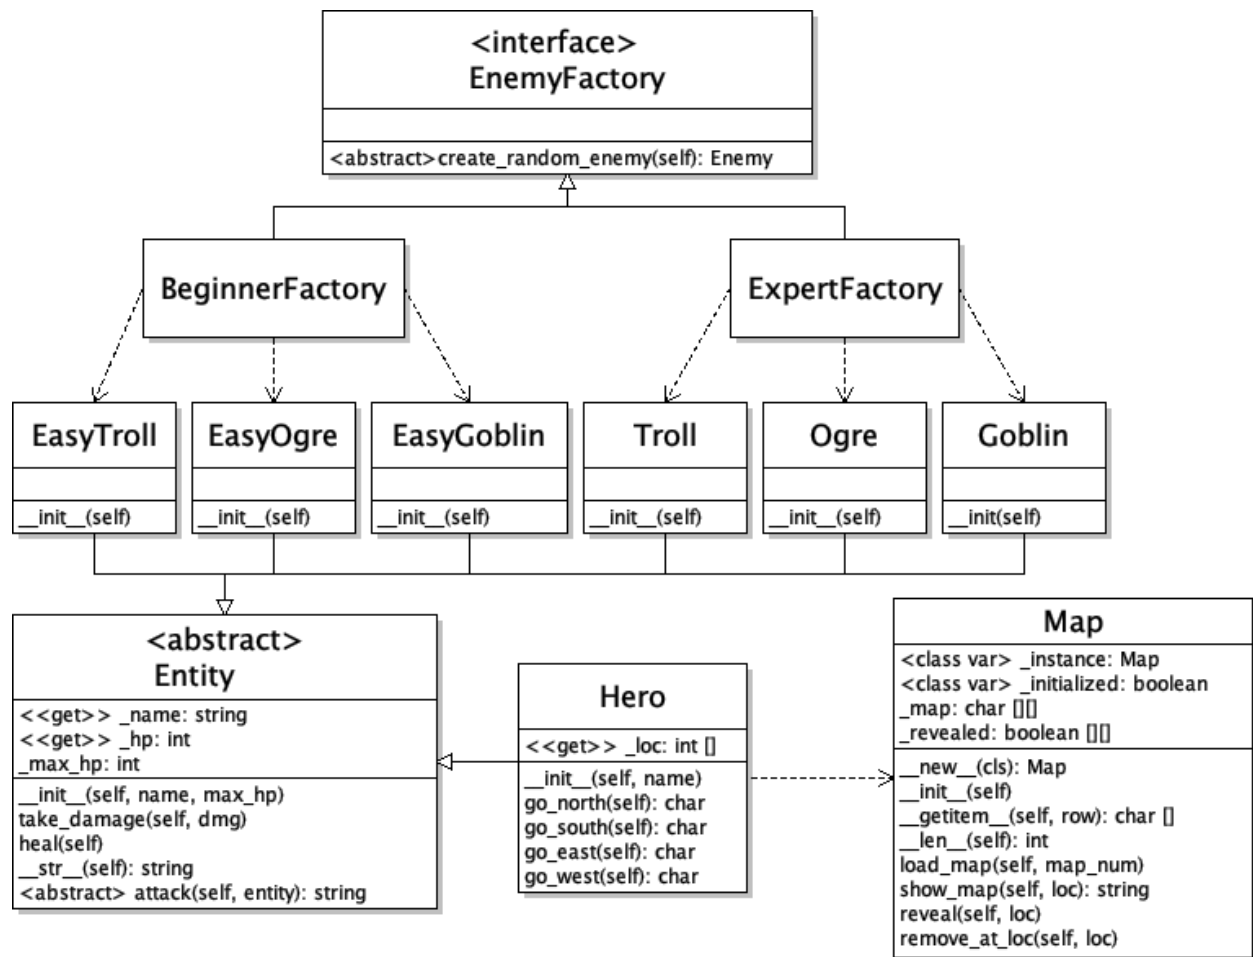 <interface>
EnemyFactory
<abstract>create_random_enemy(self): Enemy
BeginnerFactory
ExpertFactory
EasyTroll
__init__(self)
EasyOgre
__init__(self)
EasyGoblin
__init__(self)
Troll
__init__(self)
Ogre
__init__(self)
Goblin
__init(self)
<abstract>
Entity
<<get>> _name: string
<<get>> _hp: int
_max_hp: int
__init__(self, name, max_hp)
take_damage(self, dmg)
heal(self)
__str__(self): string
<abstract> attack(self, entity): string
Hero
<<get>> _loc: int []
__init__(self, name)
go_north(self): char
go_south(self): char
go_east(self): char
go_west(self): char
Map
<class var> _instance: Map
<class var> _initialized: boolean
_map: char [][]
_revealed: boolean [][]
__new__(cls): Map
__init__(self)
__getitem__(self, row): char []
__len__(self): int
load_map(self, map_num)
show_map(self, loc): string
reveal(self, loc)
remove_at_loc(self, loc)